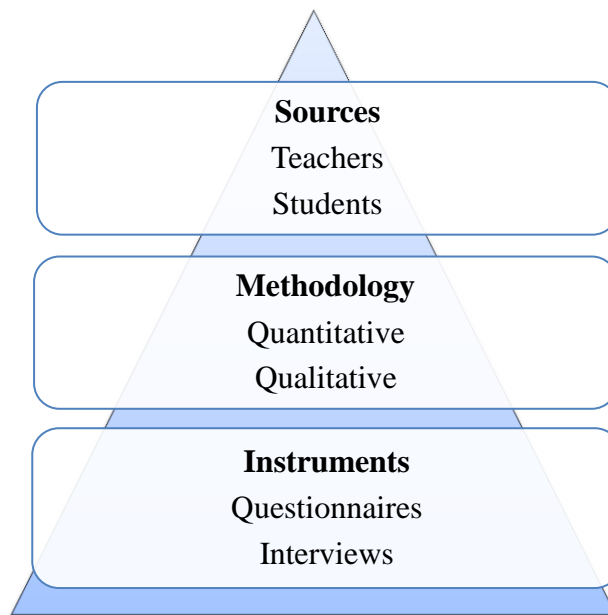 Sources
Teachers
Students
Methodology
Quantitative
Qualitative
Instruments
Questionnaires
Interviews